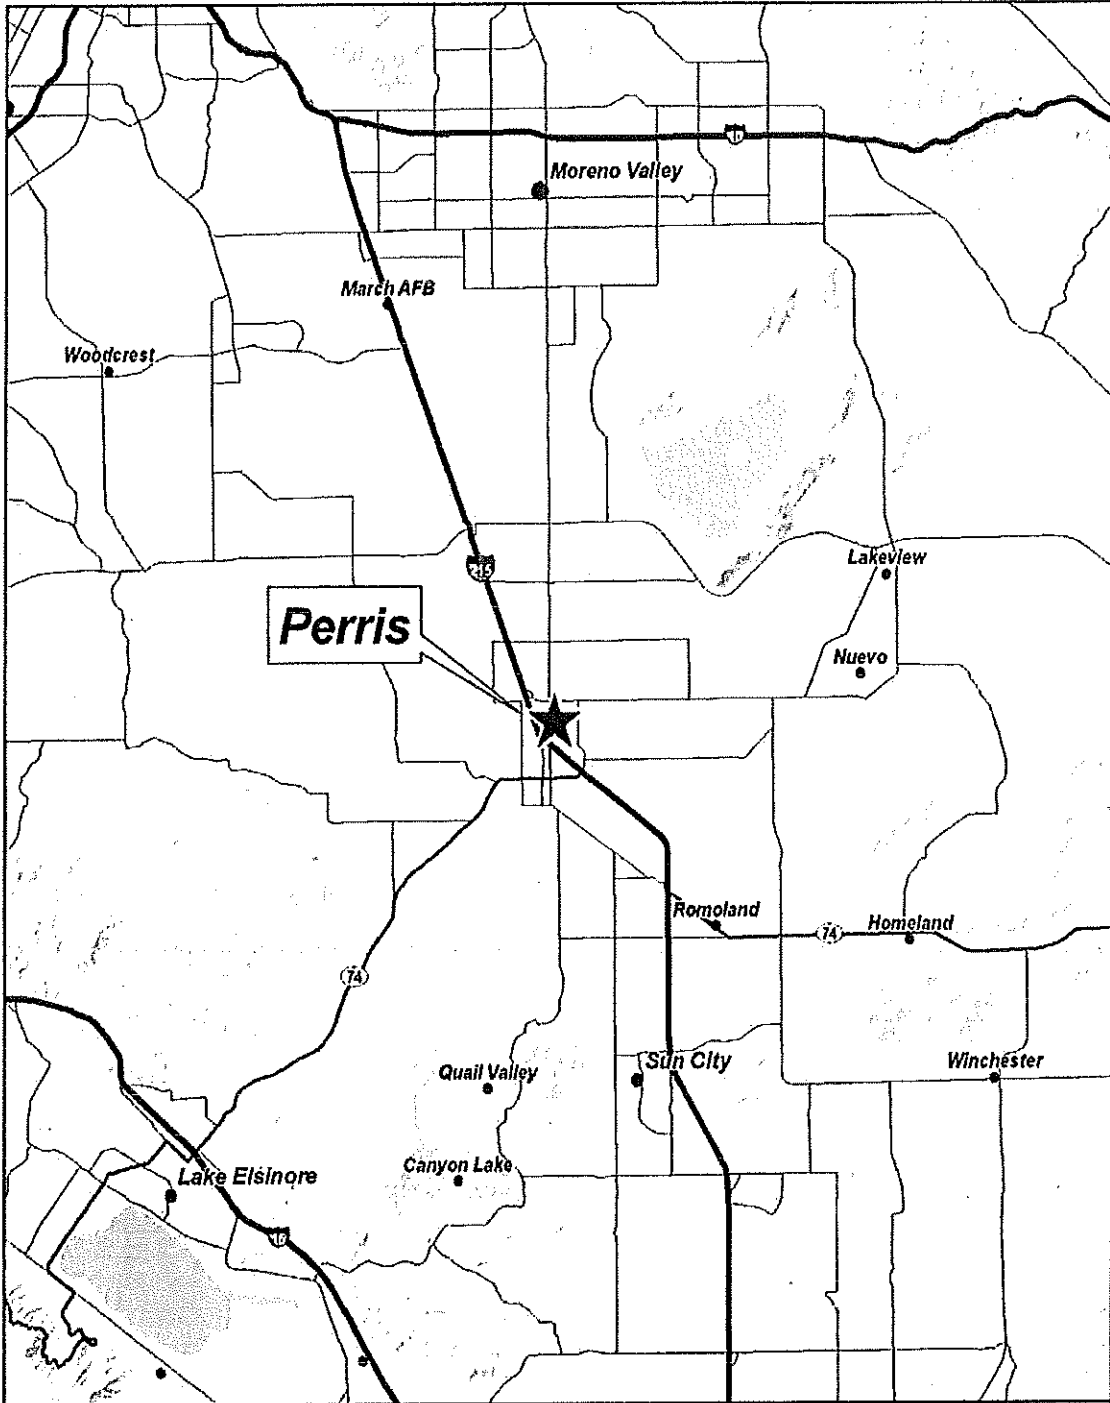 Moreno Valley
March AFB
Woodcrest
215
Lakeview
Perris
Nuevo
Romoland
74
Homeland
74
Quail Valley
Sun City
Winchester
Canyon Lake
Lake Elsinore